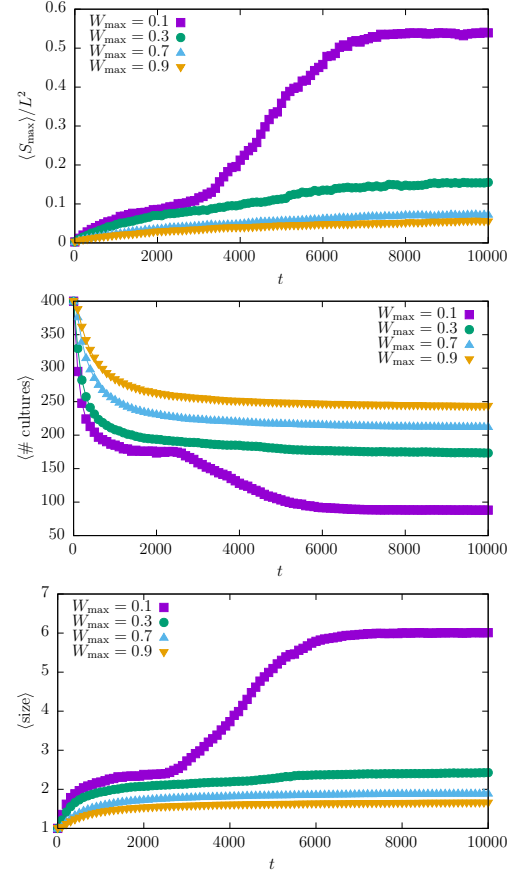 ⟨S_max⟩/L²
0.6
0.5
0.4
0.3
0.2
0.1
0
W_max = 0.1
W_max = 0.3
W_max = 0.7
W_max = 0.9
0 2000 4000 6000 8000 10000
t
⟨# cultures⟩
400
350
300
250
200
150
100
50
W_max = 0.1
W_max = 0.3
W_max = 0.7
W_max = 0.9
0 2000 4000 6000 8000 10000
t
⟨size⟩
7
6
5
4
3
2
1
W_max = 0.1
W_max = 0.3
W_max = 0.7
W_max = 0.9
0 2000 4000 6000 8000 10000
t